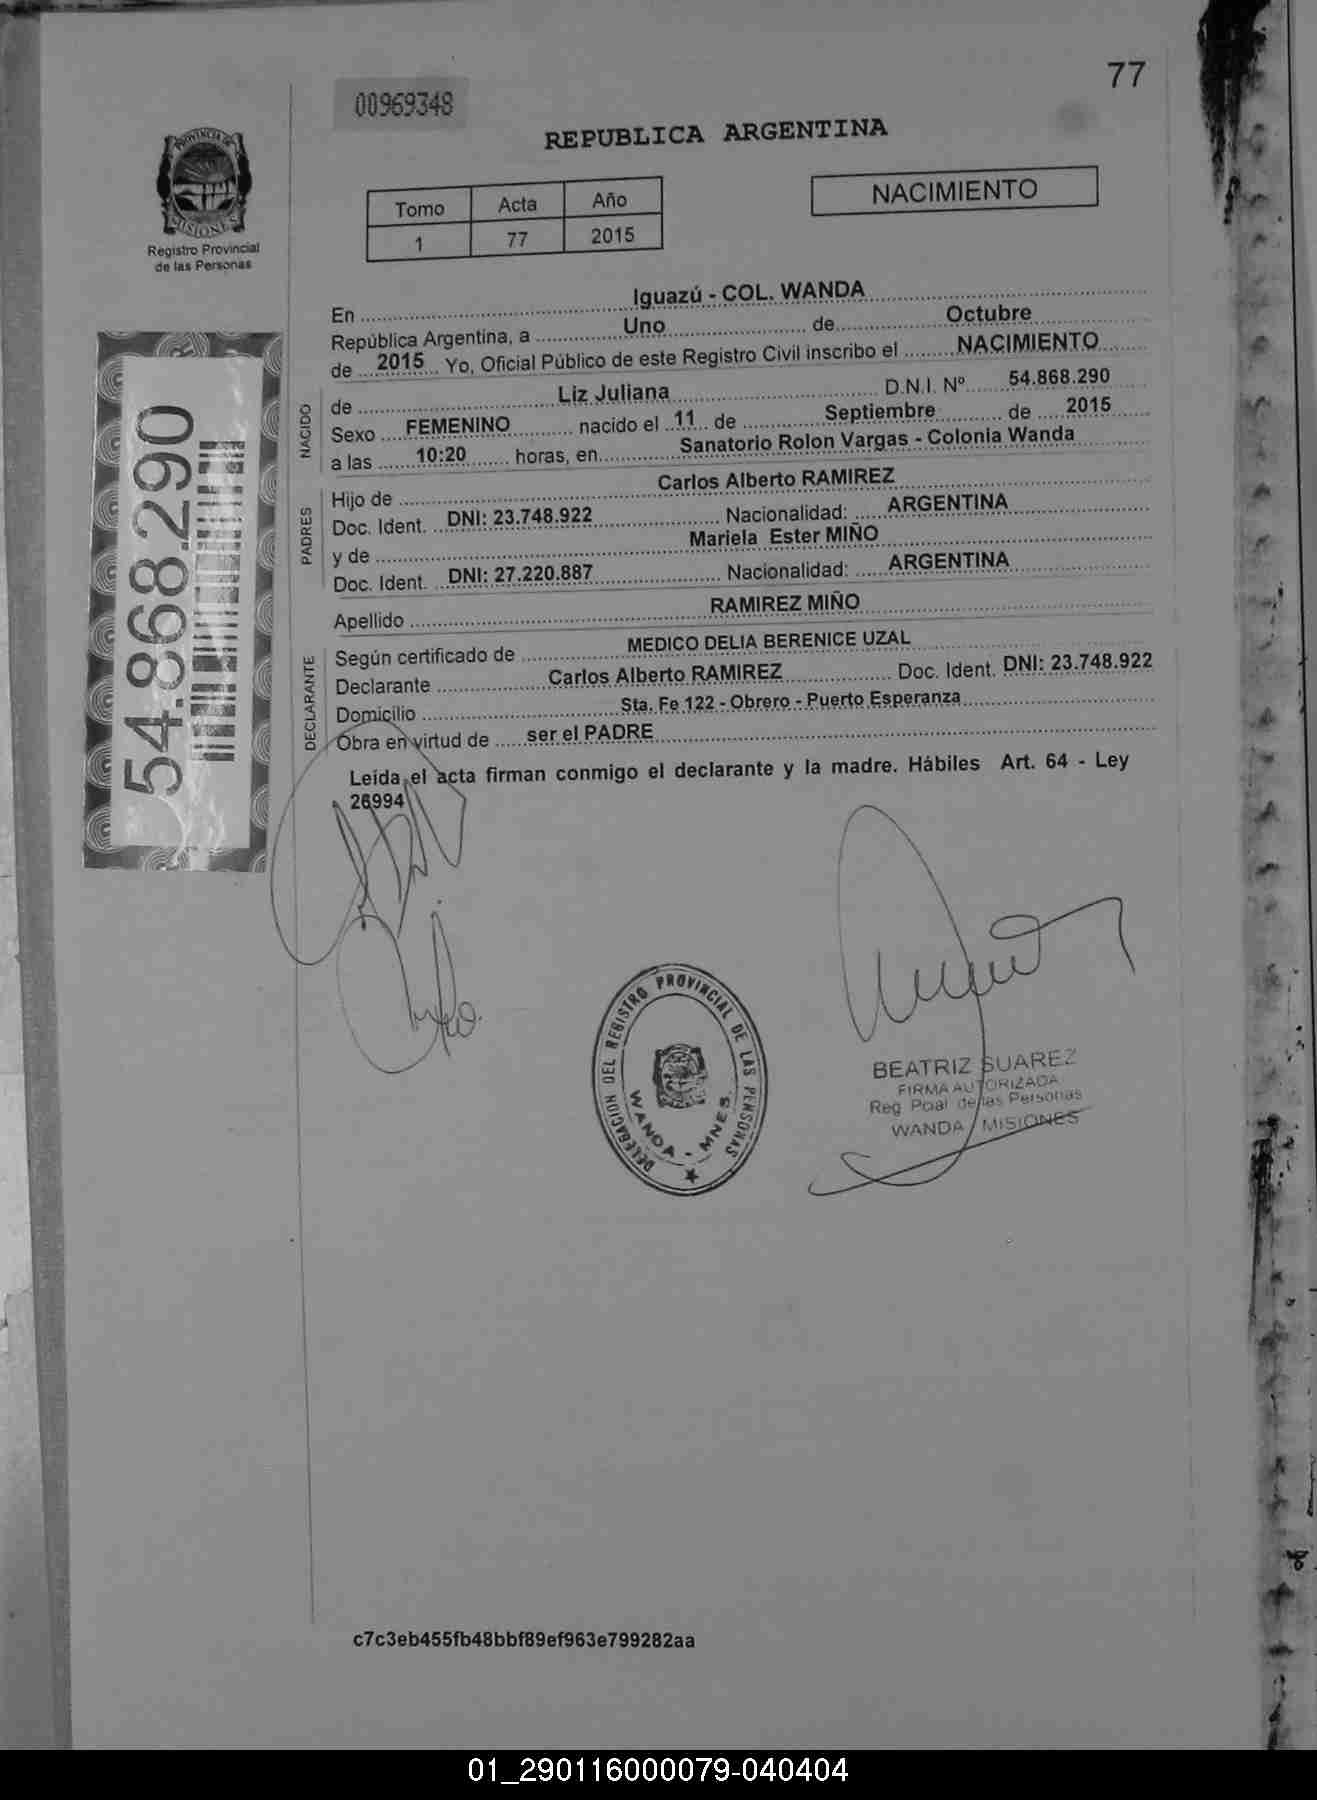 77
00969348
REPUBLICA ARGENTINA
PROVINCIA DE
MISIONES
Registro Provincial
de las Personas
NACIMIENTO
Tomo Acta Año
1 77 2015
En Iguazú - COL. WANDA
República Argentina, a Uno de Octubre
de 2015 Yo, Oficial Público de este Registro Civil inscribo el NACIMIENTO
NACIDO
de Liz Juliana D.N.I. Nº 54.868.290
Sexo FEMENINO nacido el 11 de Septiembre de 2015
a las 10:20 horas, en Sanatorio Rolon Vargas - Colonia Wanda
PADRES
Hijo de Carlos Alberto RAMIREZ
Doc. Ident. DNI: 23.748.922 Nacionalidad: ARGENTINA
y de Mariela Ester MIÑO
Doc. Ident. DNI: 27.220.887 Nacionalidad: ARGENTINA
Apellido RAMIREZ MIÑO
DECLARANTE
Según certificado de MEDICO DELIA BERENICE UZAL
Declarante Carlos Alberto RAMIREZ Doc. Ident. DNI: 23.748.922
Domicilio Sta. Fe 122 - Obrero - Puerto Esperanza
Obra en virtud de ser el PADRE
Leída el acta firman conmigo el declarante y la madre. Hábiles Art. 64 - Ley
26994
54.868.290
DELEGACION DEL REGISTRO PROVINCIAL DE LAS PERSONAS
WANDA - MNES.
BEATRIZ SUAREZ
FIRMA AUTORIZADA
Reg Pcial de las Personas
WANDA MISIONES
c7c3eb455fb48bbf89ef963e799282aa
01_290116000079-040404